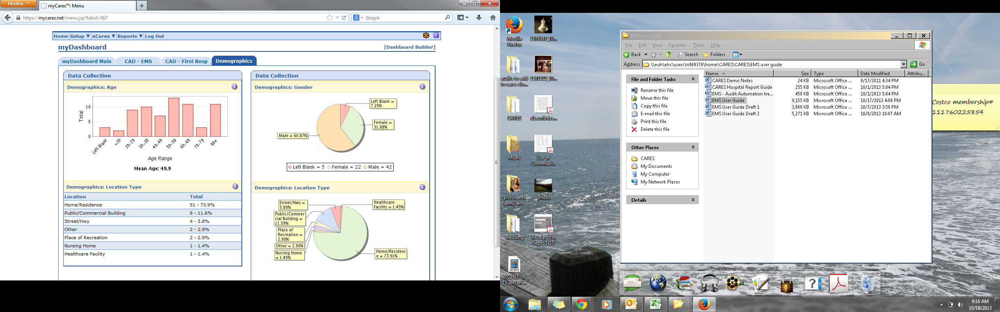 Firefox
myCares™: Menu
https://mycares.net/menu.jsp?tabid=567
Google
Home Setup eCares Reports Log Out
myDashboard
[Dashboard Builder]
myDashboard Main CAD - EMS CAD - First Resp Demographics
Data Collection
Demographics: Age
Total
10
5
0
Left Blank
<20
20-29
30-39
40-49
50-59
60-69
70-79
80+
Age Range
Mean Age: 49.9
Demographics: Location Type
Location Total
Home/Residence 51 - 73.9%
Public/Commercial Building 8 - 11.6%
Street/Hwy 4 - 5.8%
Other 2 - 2.9%
Place of Recreation 2 - 2.9%
Nursing Home 1 - 1.4%
Healthcare Facility 1 - 1.4%
Data Collection
Demographics: Gender
Left Blank =
7.25%
Female =
31.88%
Male = 60.87%
Left Blank = 5 Female = 22 Male = 42
Demographics: Location Type
Street/Hwy =
5.80%
Healthcare
Facility = 1.45%
Public/Commer
cial Building =
11.59%
Place of
Recreation =
2.90%
Other = 2.90%
Nursing Home
= 1.45%
Home/Residenc
e = 73.91%
Mozilla
Firefox
1378387_10...
audits to add
to cares clo...
1381522_10...
CARES
d1.scribdas...
Music
List of
Commissi...
pictures of
jenny an...
photo
wedding
Receipts for
Sept 15-17
WMV
2013-10-09
15.36 Teri ...
EMS user guide
File Edit View Favorites Tools Help
Back Search Folders
Address \\euh\ehc\users\n969376\home\CARES\CARES\EMS user guide Go
File and Folder Tasks
Rename this file
Move this file
Copy this file
E-mail this file
Print this file
Delete this file
Other Places
CARES
My Documents
My Computer
My Network Places
Details
Name Size Type Date Modified Attribu...
CARES Demo Notes 24 KB Microsoft Office ... 8/17/2011 4:34 PM
CARES Hospital Report Guide 255 KB Microsoft Office ... 10/1/2013 5:04 PM
EMS - Audit Automation tra... 450 KB Microsoft Office ... 10/1/2013 5:04 PM
EMS User Guide 9,155 KB Microsoft Office ... 10/17/2013 4:09 PM
EMS User Guide Draft 1 3,868 KB Microsoft Office ... 10/7/2013 3:58 PM
EMS User Guide Draft 2 5,271 KB Microsoft Office ... 10/8/2013 10:07 AM
Costco membership#
111760225854
9:16 AM
10/18/2013